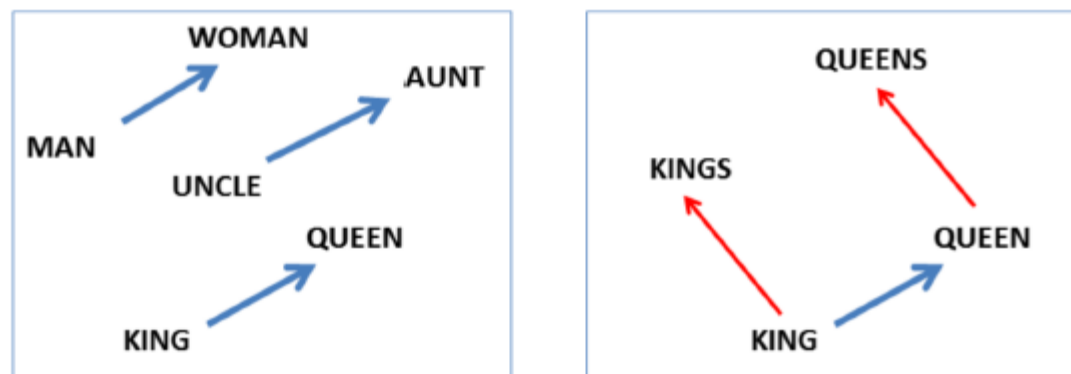 WOMAN
AUNT
MAN
UNCLE
QUEEN
KING
QUEENS
KINGS
QUEEN
KING